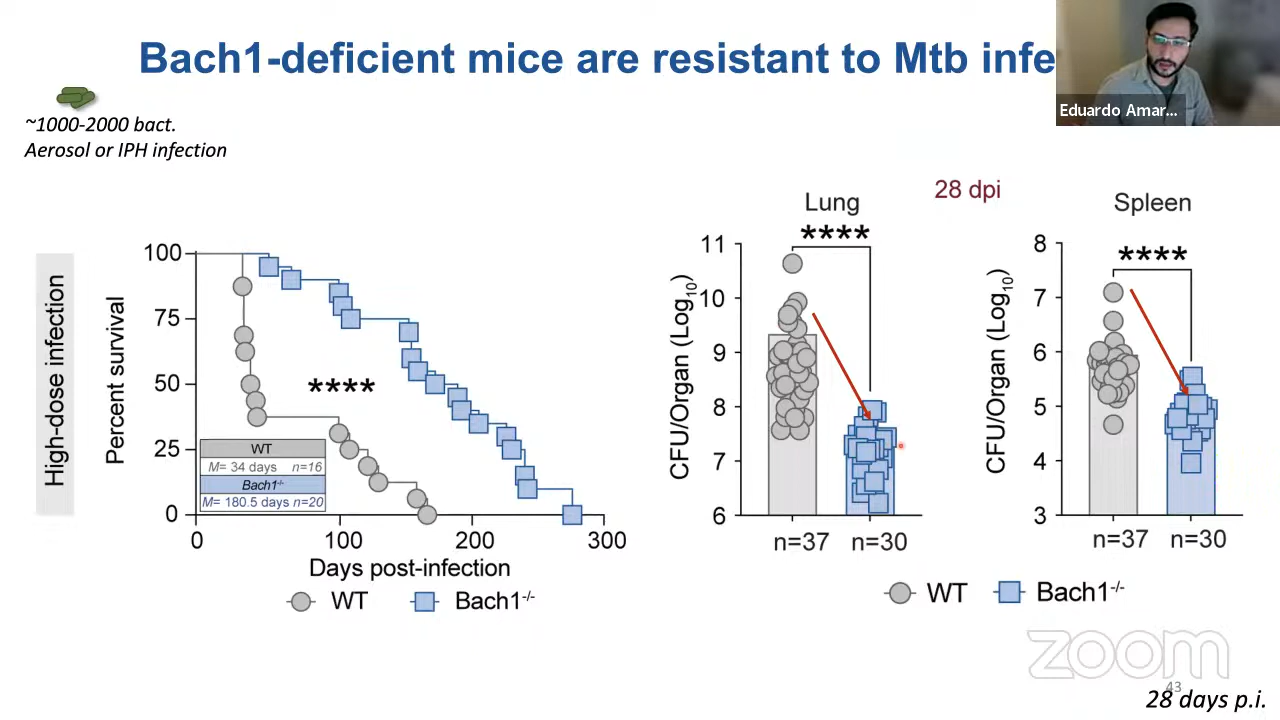 Bach1-deficient mice are resistant to Mtb infe
Eduardo Amar...
~1000-2000 bact.
Aerosol or IPH infection
High-dose infection
Percent survival
100
75
50
25
0
****
WT
M= 34 days n=16
Bach1-/-
M= 180.5 days n=20
0 100 200 300
Days post-infection
WT Bach1-/-
28 dpi
Lung
****
CFU/Organ (Log10)
11
10
9
8
7
6
n=37 n=30
Spleen
****
CFU/Organ (Log10)
8
7
6
5
4
3
n=37 n=30
WT Bach1-/-
zoom
43
28 days p.i.